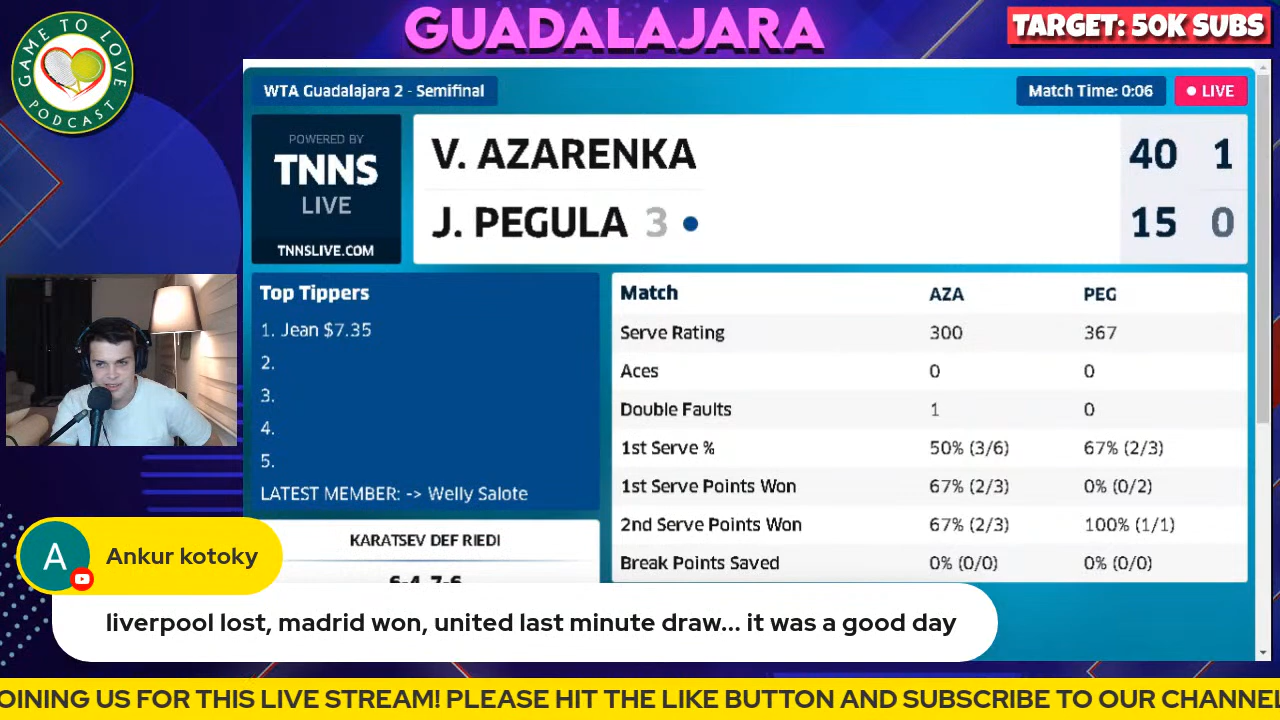 GAME TO LOVE PODCAST
GUADALAJARA
TARGET: 50K SUBS
WTA Guadalajara 2 - Semifinal
Match Time: 0:06
LIVE
POWERED BY
TNNS
LIVE
TNNSLIVE.COM
V. AZARENKA 40 1
J. PEGULA 3 15 0
Top Tippers
1. Jean $7.35
2.
3.
4.
5.
LATEST MEMBER: -> Welly Salote
Match AZA PEG
Serve Rating 300 367
Aces 0 0
Double Faults 1 0
1st Serve % 50% (3/6) 67% (2/3)
1st Serve Points Won 67% (2/3) 0% (0/2)
2nd Serve Points Won 67% (2/3) 100% (1/1)
Break Points Saved 0% (0/0) 0% (0/0)
KARATSEV DEF RIEDI
6-4 7-6
A
Ankur kotoky
liverpool lost, madrid won, united last minute draw... it was a good day
OINING US FOR THIS LIVE STREAM! PLEASE HIT THE LIKE BUTTON AND SUBSCRIBE TO OUR CHANNEL